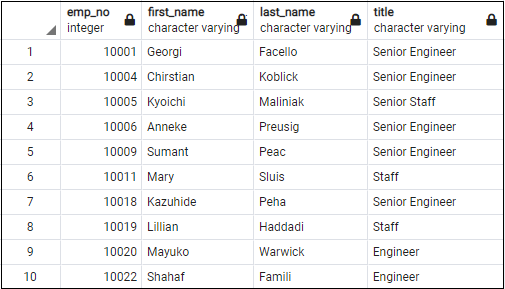 emp_no first_name last_name title
integer character varying character varying character varying
1 10001 Georgi Facello Senior Engineer
2 10004 Chirstian Koblick Senior Engineer
3 10005 Kyoichi Maliniak Senior Staff
4 10006 Anneke Preusig Senior Engineer
5 10009 Sumant Peac Senior Engineer
6 10011 Mary Sluis Staff
7 10018 Kazuhide Peha Senior Engineer
8 10019 Lillian Haddadi Staff
9 10020 Mayuko Warwick Engineer
10 10022 Shahaf Famili Engineer